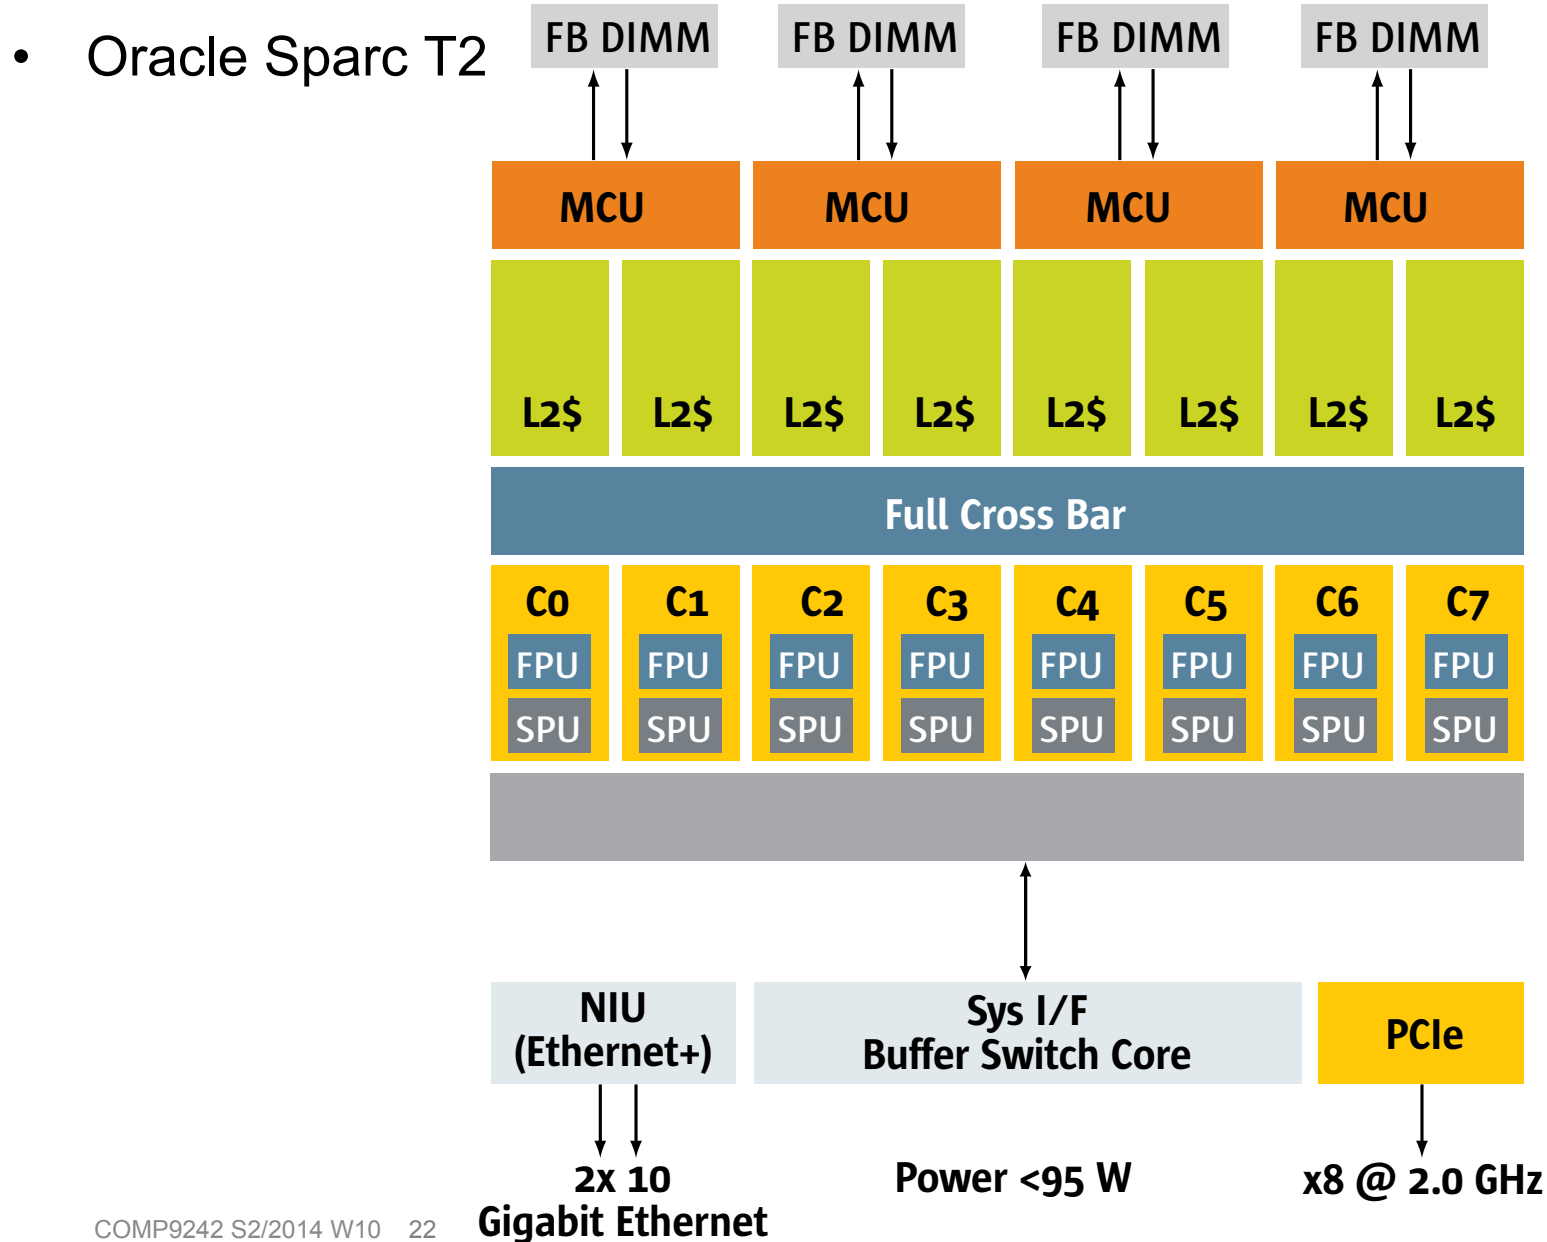 • Oracle Sparc T2
FB DIMM FB DIMM FB DIMM FB DIMM
MCU MCU MCU MCU
L2$ L2$ L2$ L2$ L2$ L2$ L2$ L2$
Full Cross Bar
C0 C1 C2 C3 C4 C5 C6 C7
FPU FPU FPU FPU FPU FPU FPU FPU
SPU SPU SPU SPU SPU SPU SPU SPU
NIU
(Ethernet+)
Sys I/F
Buffer Switch Core
PCIe
2x 10
Gigabit Ethernet
Power <95 W
x8 @ 2.0 GHz
COMP9242 S2/2014 W10 22